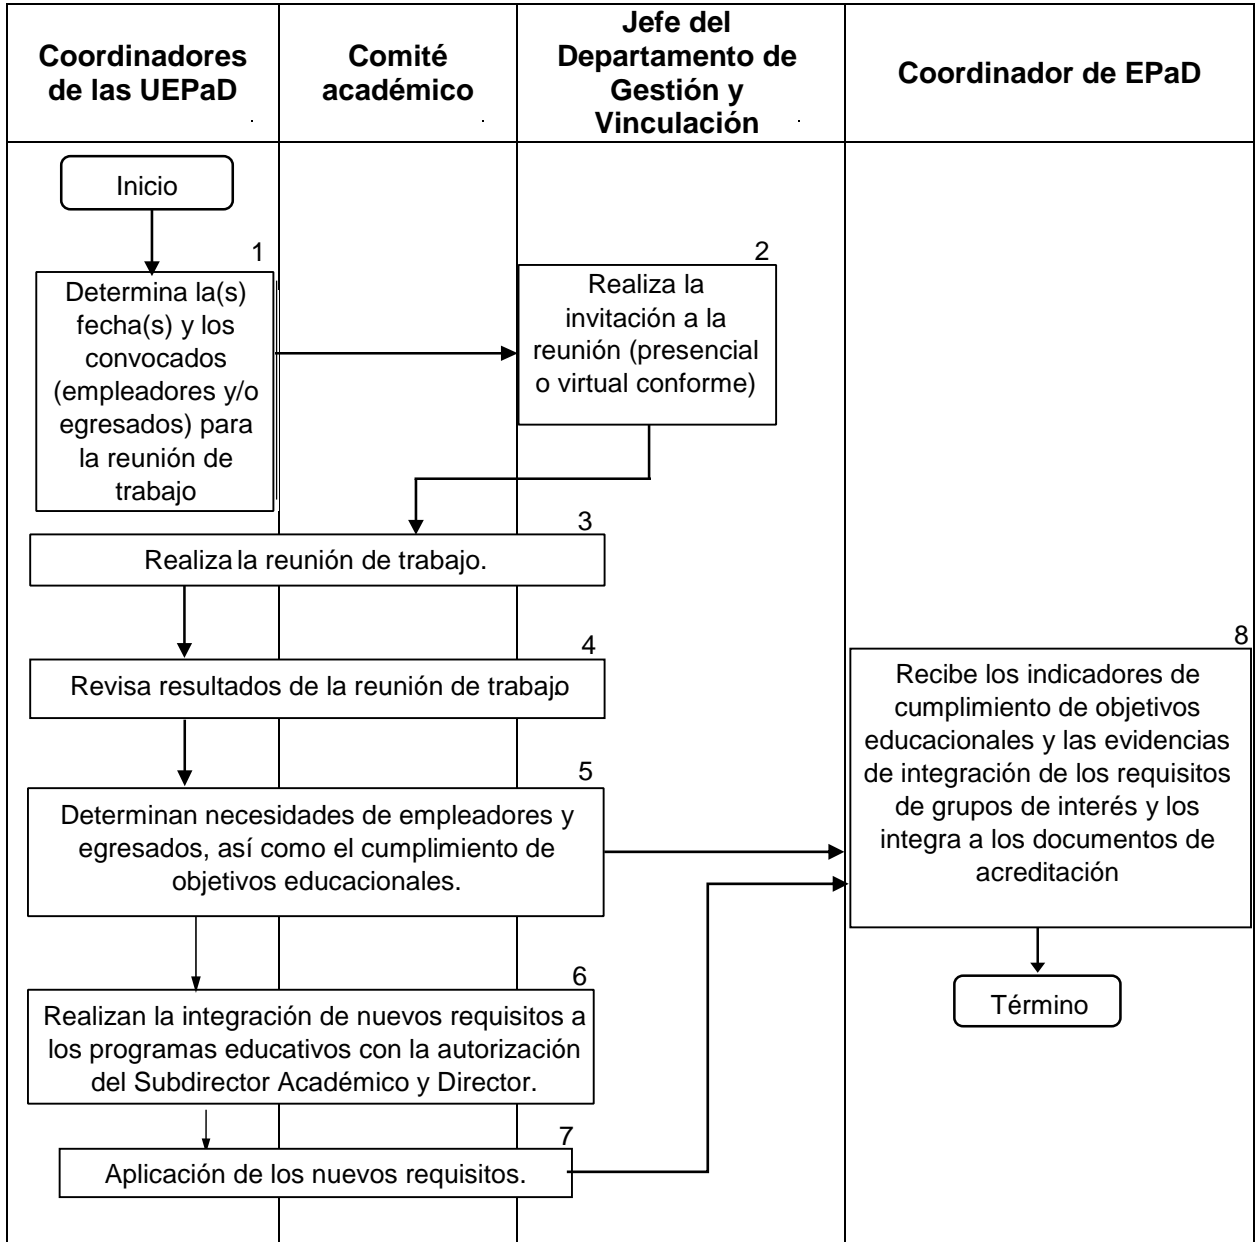 Coordinadores
de las UEPaD
Comité
académico
Jefe del
Departamento de
Gestión y
Vinculación
Coordinador de EPaD
Inicio
1
Determina la(s)
fecha(s) y los
convocados
(empleadores y/o
egresados) para
la reunión de
trabajo
2
Realiza la
invitación a la
reunión (presencial
o virtual conforme)
3
Realiza la reunión de trabajo.
4
Revisa resultados de la reunión de trabajo.
5
Determinan necesidades de empleadores y
egresados, así como el cumplimiento de
objetivos educacionales.
6
Realizan la integración de nuevos requisitos a
los programas educativos con la autorización
del Subdirector Académico y Director.
7
Aplicación de los nuevos requisitos.
8
Recibe los indicadores de
cumplimiento de objetivos
educacionales y las evidencias
de integración de los requisitos
de grupos de interés y los
integra a los documentos de
acreditación
Término